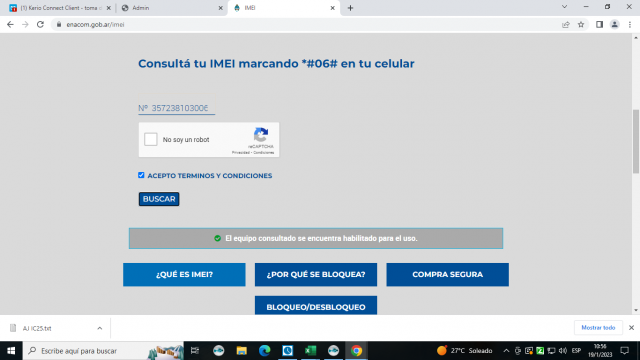 (1) Kerio Connect Client - toma c
Admin
IMEI
enacom.gob.ar/imei
Consultá tu IMEI marcando *#06# en tu celular
Nº 35723810300
No soy un robot
reCAPTCHA
Privacidad - Condiciones
ACEPTO TERMINOS Y CONDICIONES
BUSCAR
El equipo consultado se encuentra habilitado para el uso.
¿QUÉ ES IMEI?
¿POR QUÉ SE BLOQUEA?
COMPRA SEGURA
BLOQUEO/DESBLOQUEO
AJ IC25.txt
Mostrar todo
Escribe aquí para buscar
27°C Soleado
ESP
10:56
19/1/2023